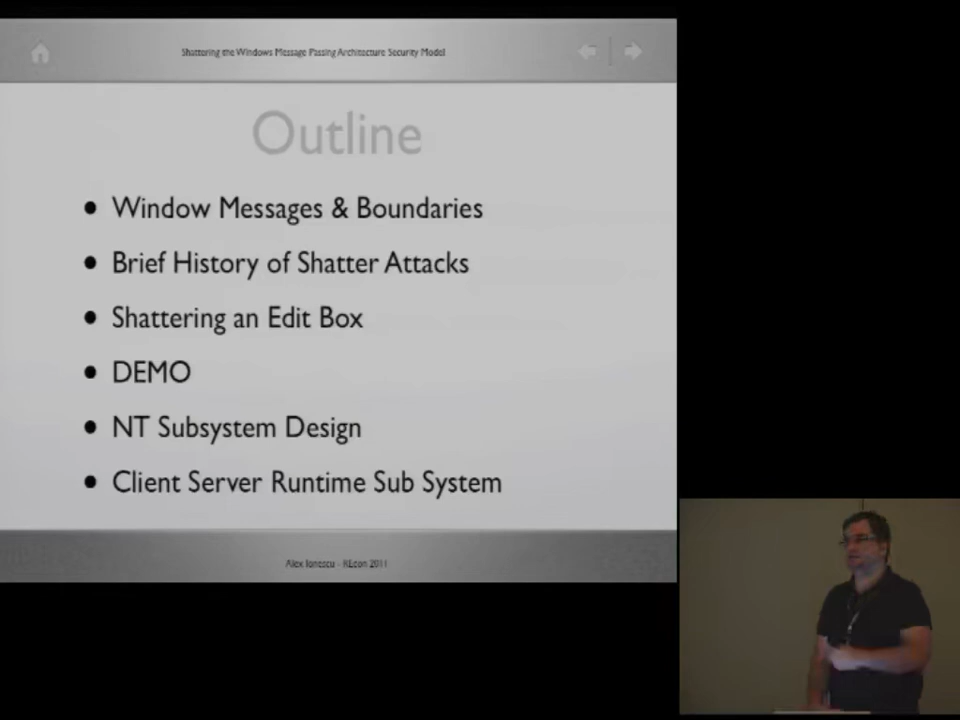 Shattering the Windows Message Passing Architecture Security Model
Outline
• Window Messages & Boundaries
• Brief History of Shatter Attacks
• Shattering an Edit Box
• DEMO
• NT Subsystem Design
• Client Server Runtime Sub System
Alex Ionescu - REcon 2011